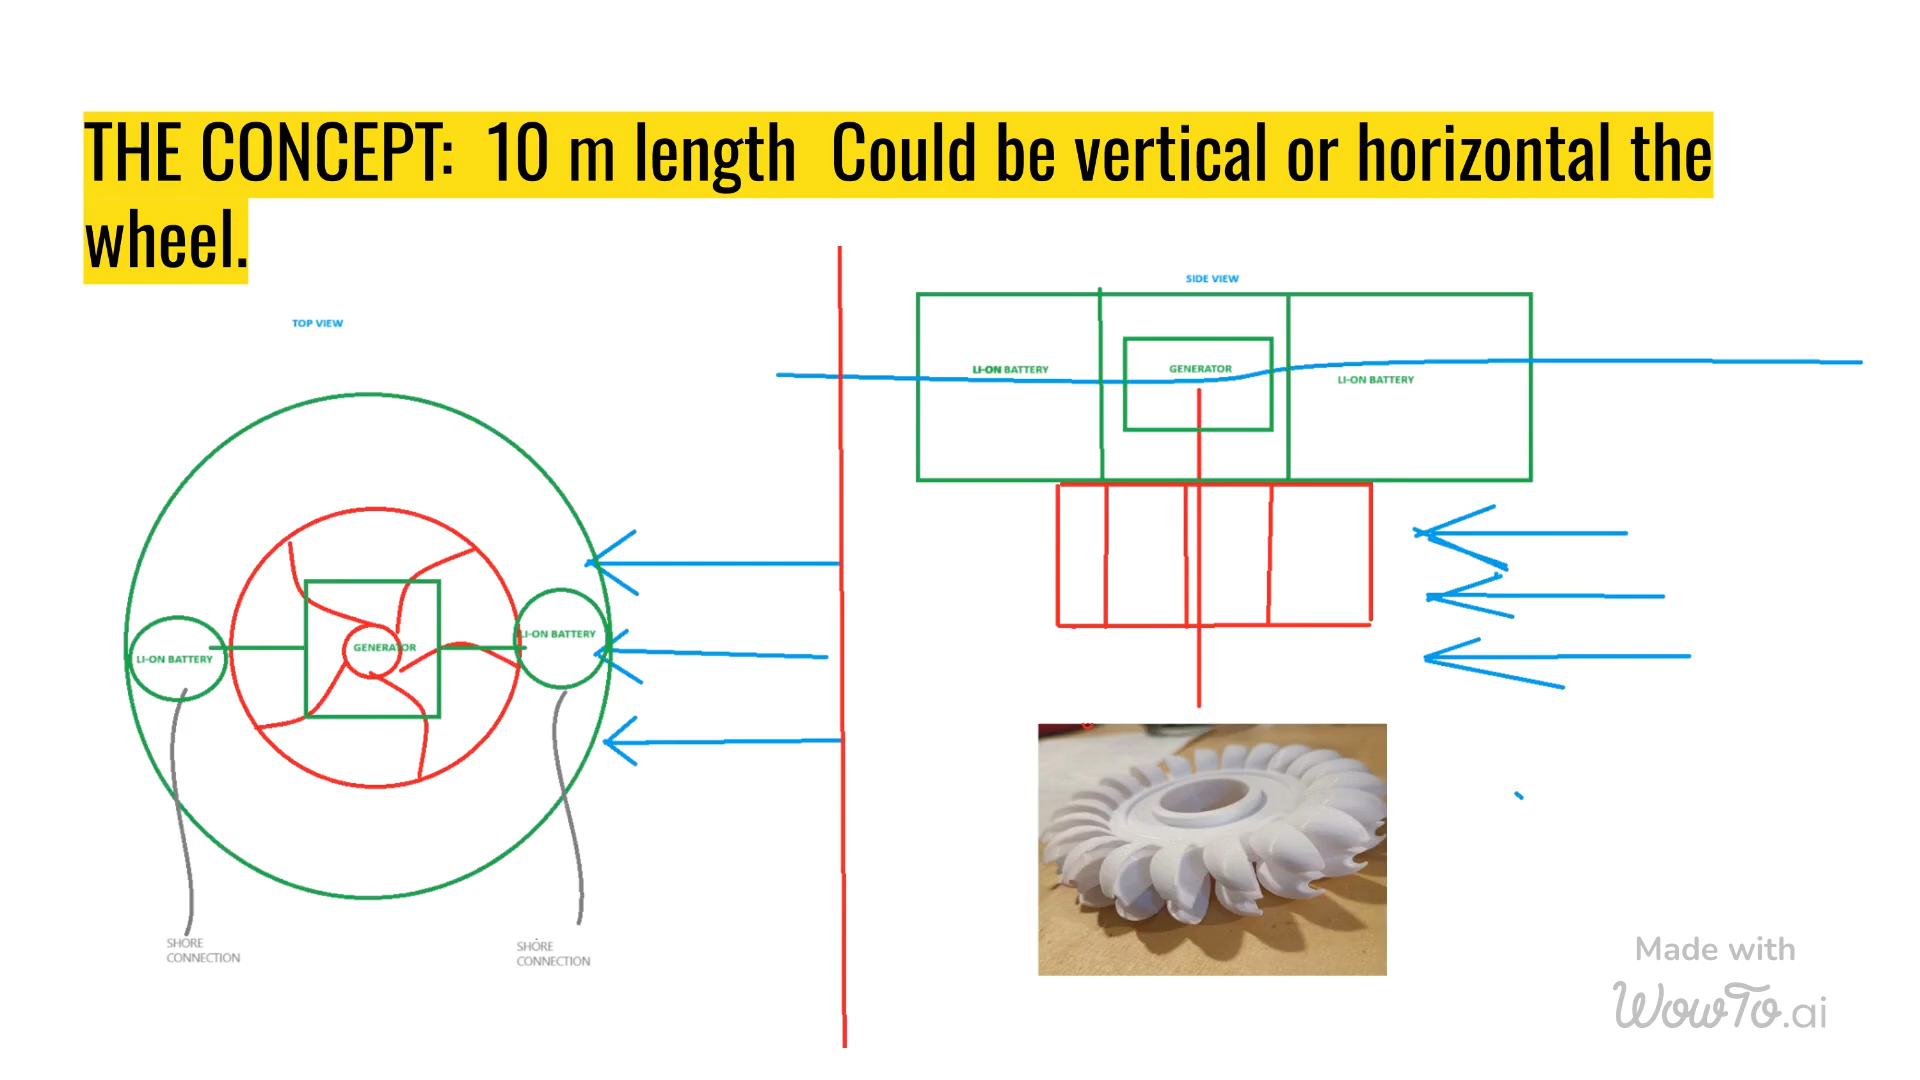 THE CONCEPT:  10 m length  Could be vertical or horizontal the
wheel.
TOP VIEW
LI-ON BATTERY
GENERATOR
LI-ON BATTERY
SHORE
CONNECTION
SHORE
CONNECTION
SIDE VIEW
LI-ON BATTERY
GENERATOR
LI-ON BATTERY
Made with
WowTo.ai